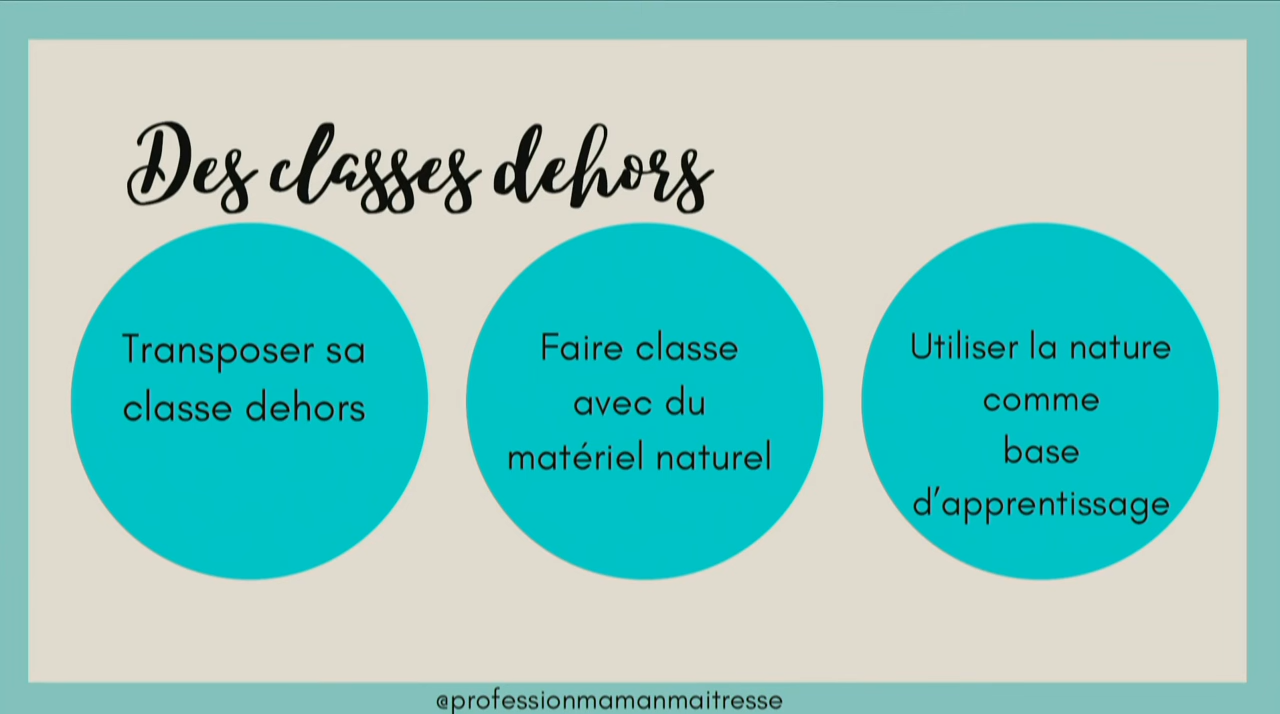 Des classes dehors
Transposer sa
classe dehors
Faire classe
avec du
matériel naturel
Utiliser la nature
comme
base
d’apprentissage
@professionmamanmaitresse